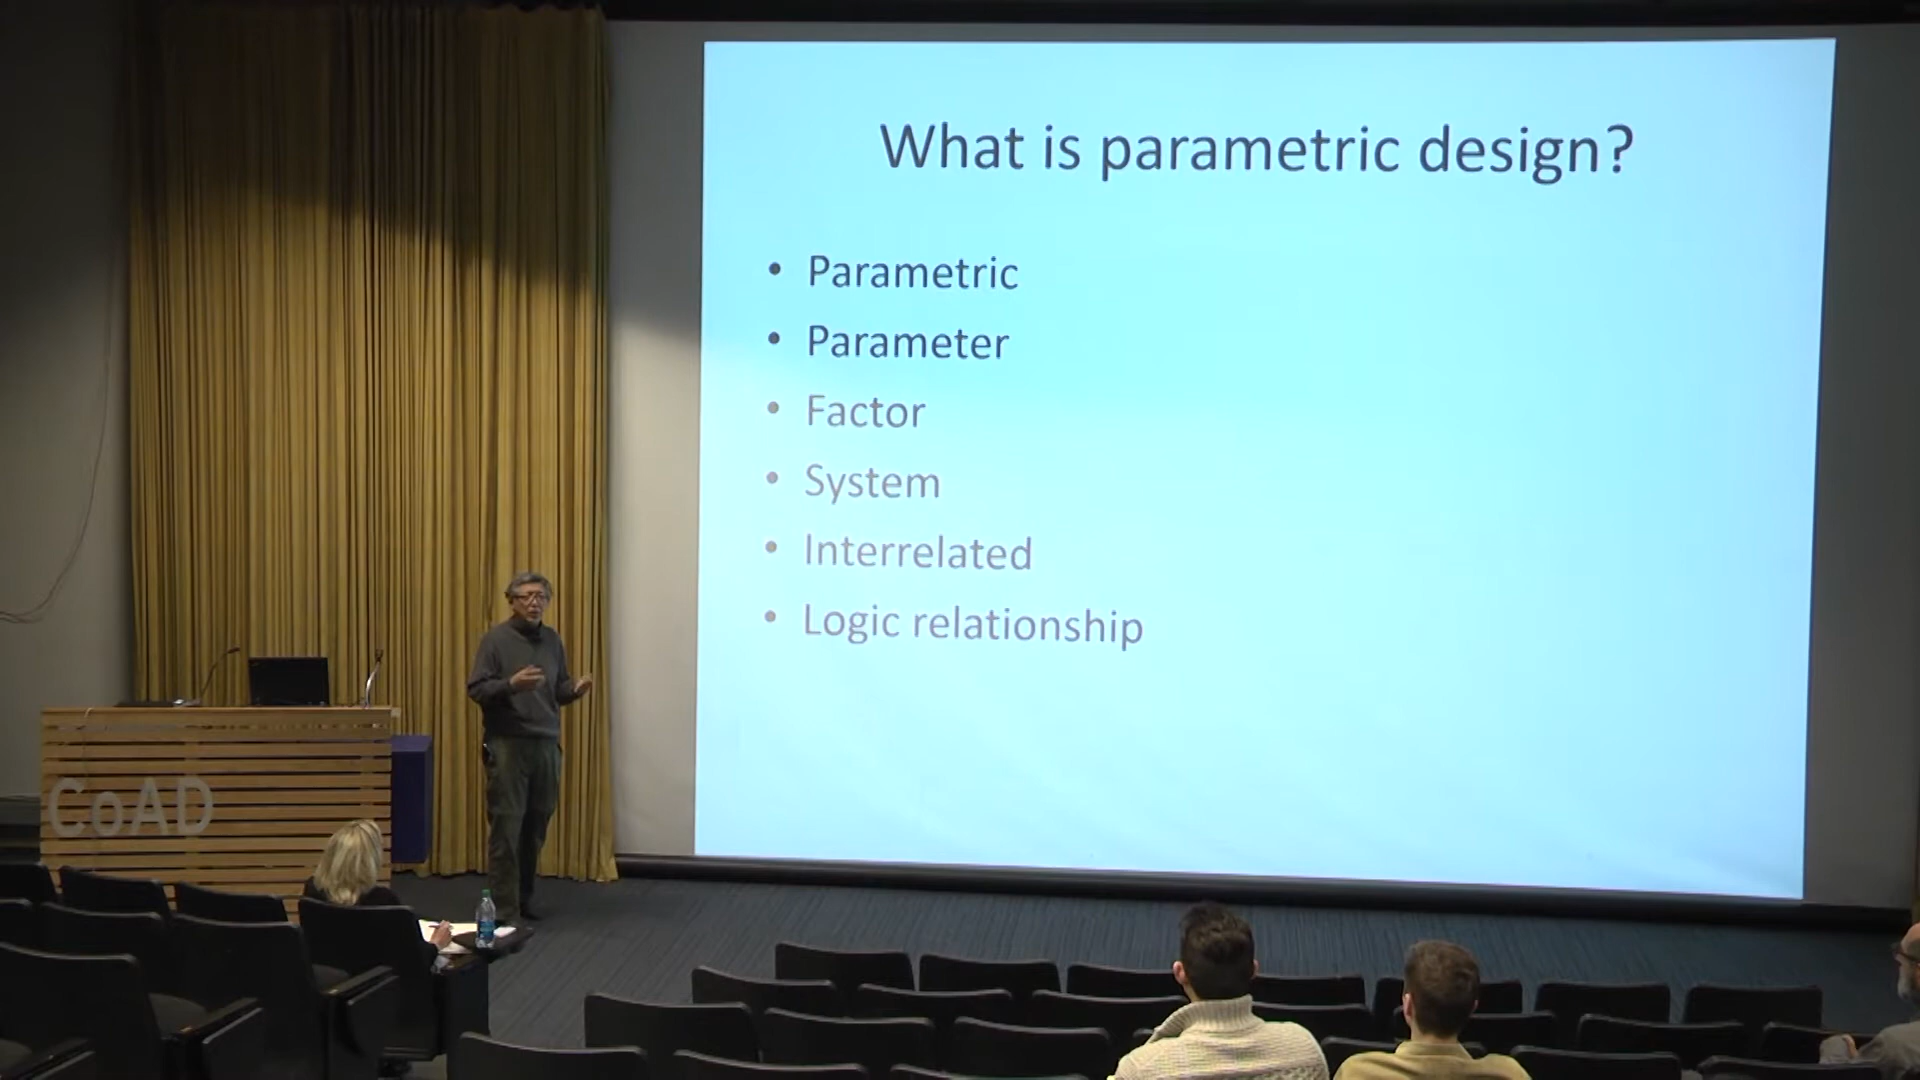 What is parametric design?
• Parametric
• Parameter
• Factor
• System
• Interrelated
• Logic relationship
CoAD